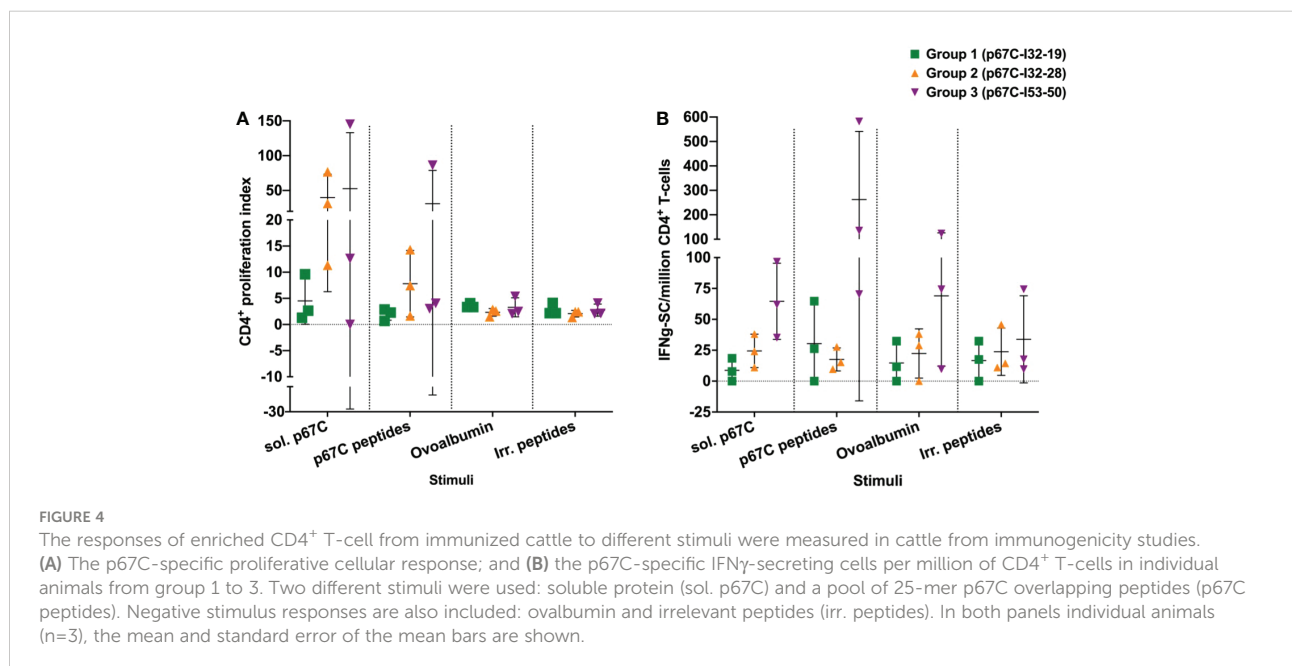 Group 1 (p67C-I32-19)
Group 2 (p67C-I32-28)
Group 3 (p67C-I53-50)
A
CD4+ proliferation index
150
100
50
20
15
10
5
0
-5
-10
-30
sol. p67C
p67C peptides
Ovoalbumin
Irr. peptides
Stimuli
B
IFNg-SC/million CD4+ T-cells
600
500
400
300
200
100
100
75
50
25
0
-25
sol. p67C
p67C peptides
Ovoalbumin
Irr. peptides
Stimuli
FIGURE 4
The responses of enriched CD4+ T-cell from immunized cattle to different stimuli were measured in cattle from immunogenicity studies.
(A) The p67C-specific proliferative cellular response; and (B) the p67C-specific IFNγ-secreting cells per million of CD4+ T-cells in individual
animals from group 1 to 3. Two different stimuli were used: soluble protein (sol. p67C) and a pool of 25-mer p67C overlapping peptides (p67C
peptides). Negative stimulus responses are also included: ovalbumin and irrelevant peptides (irr. peptides). In both panels individual animals
(n=3), the mean and standard error of the mean bars are shown.